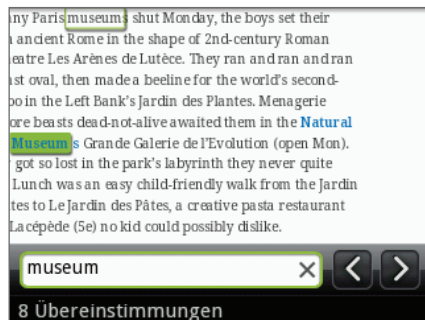 ny Paris museums shut Monday, the boys set their
ancient Rome in the shape of 2nd-century Roman
eatre Les Arènes de Lutèce. They ran and ran and ran
st oval, then made a beeline for the world's second-
oo in the Left Bank's Jardin des Plantes. Menagerie
ore beasts dead-not-alive awaited them in the Natural
Museum's Grande Galerie de l'Evolution (open Mon).
got so lost in the park's labyrinth they never quite
Lunch was an easy child-friendly walk from the Jardin
tes to Le Jardin des Pâtes, a creative pasta restaurant
Lacépède (5e) no kid could possibly dislike.
museum
8 Übereinstimmungen